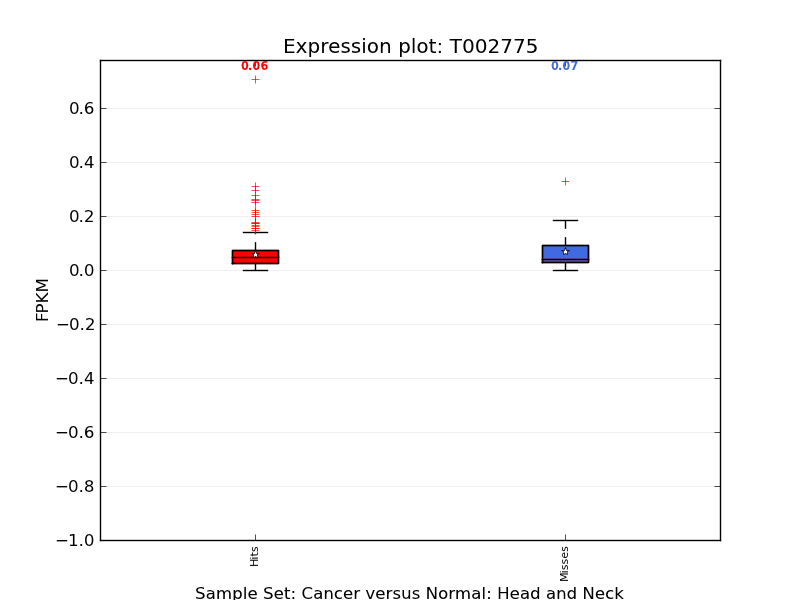 Expression plot: T002775
0.06
0.07
0.6
0.4
0.2
0.0
−0.2
−0.4
−0.6
−0.8
−1.0
FPKM
Hits
Misses
Sample Set: Cancer versus Normal: Head and Neck